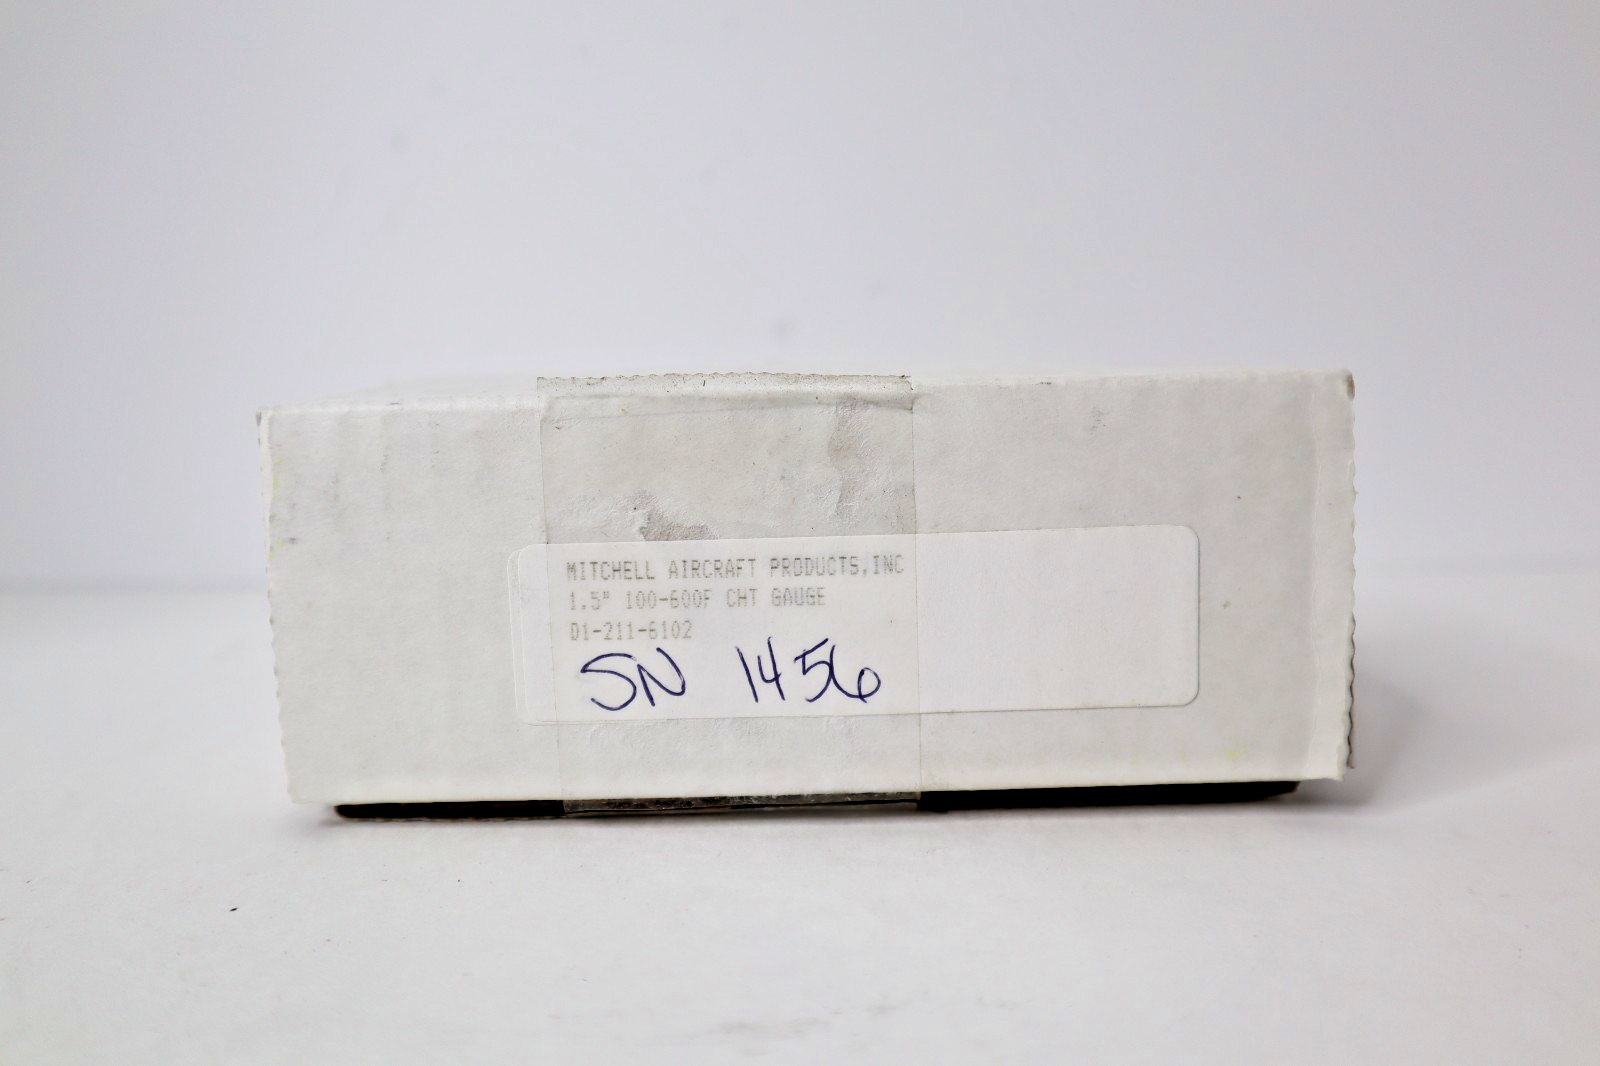 MITCHELL AIRCRAFT PRODUCTS,INC
1.5" 100-600F CHT GAUGE
D1-211-6102
SN 1456